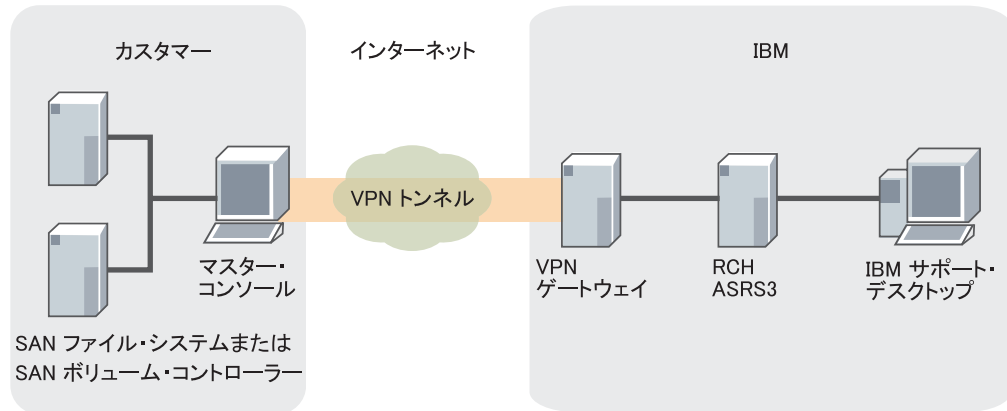 カスタマー
インターネット
IBM
VPN トンネル
マスター・
コンソール
SAN ファイル・システムまたは
SAN ボリューム・コントローラー
VPN
ゲートウェイ
RCH
ASRS3
IBM サポート・
デスクトップ